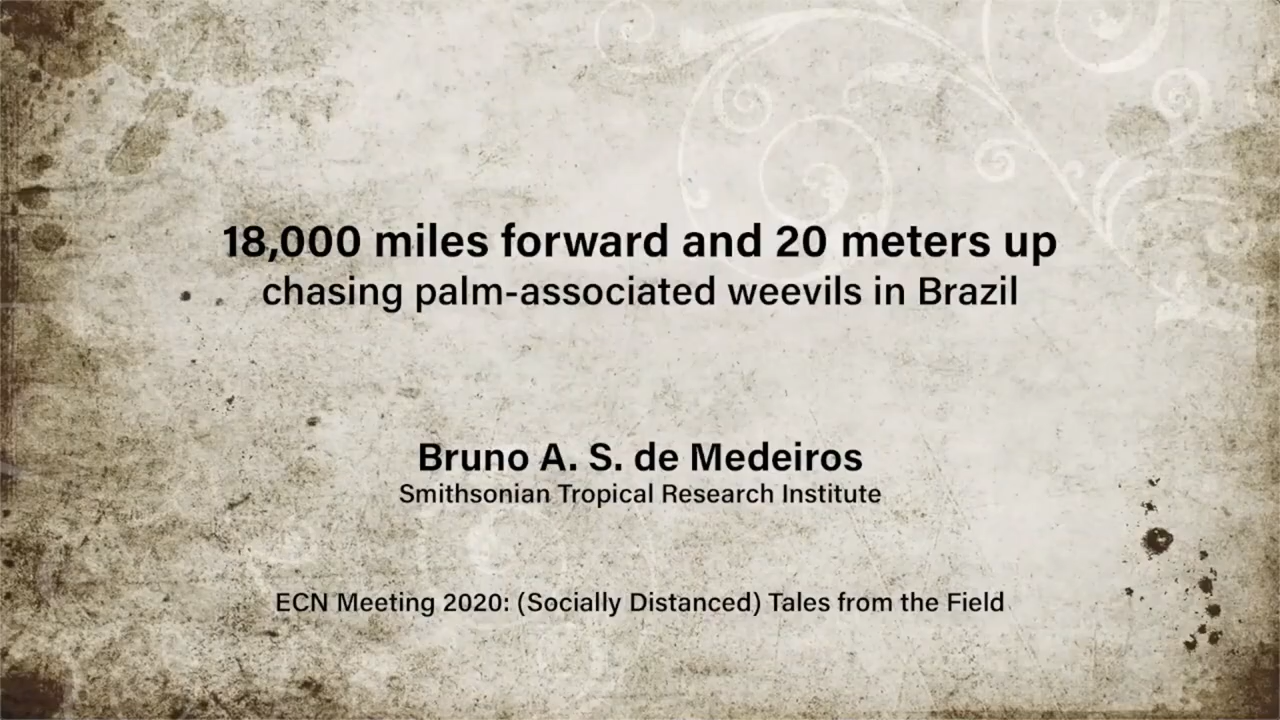 18,000 miles forward and 20 meters up
chasing palm-associated weevils in Brazil
Bruno A. S. de Medeiros
Smithsonian Tropical Research Institute
ECN Meeting 2020: (Socially Distanced) Tales from the Field